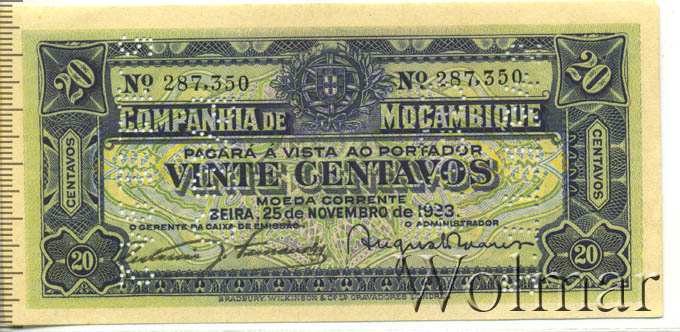 20 Nº 287,350 Nº 287,350 20
COMPANHIA DE MOÇAMBIQUE
PAGARÁ Á VISTA AO PORTADOR
CENTAVOS VINTE CENTAVOS CENTAVOS
MOEDA CORRENTE
BEIRA, 25 de NOVEMBRO de 1933.
O GERENTE DA CAIXA DE EMISSÃO O ADMINISTRADOR
20 20
BRADBURY, WILKINSON & Cº Lº GRAVADORES LONDRES
Wolmar